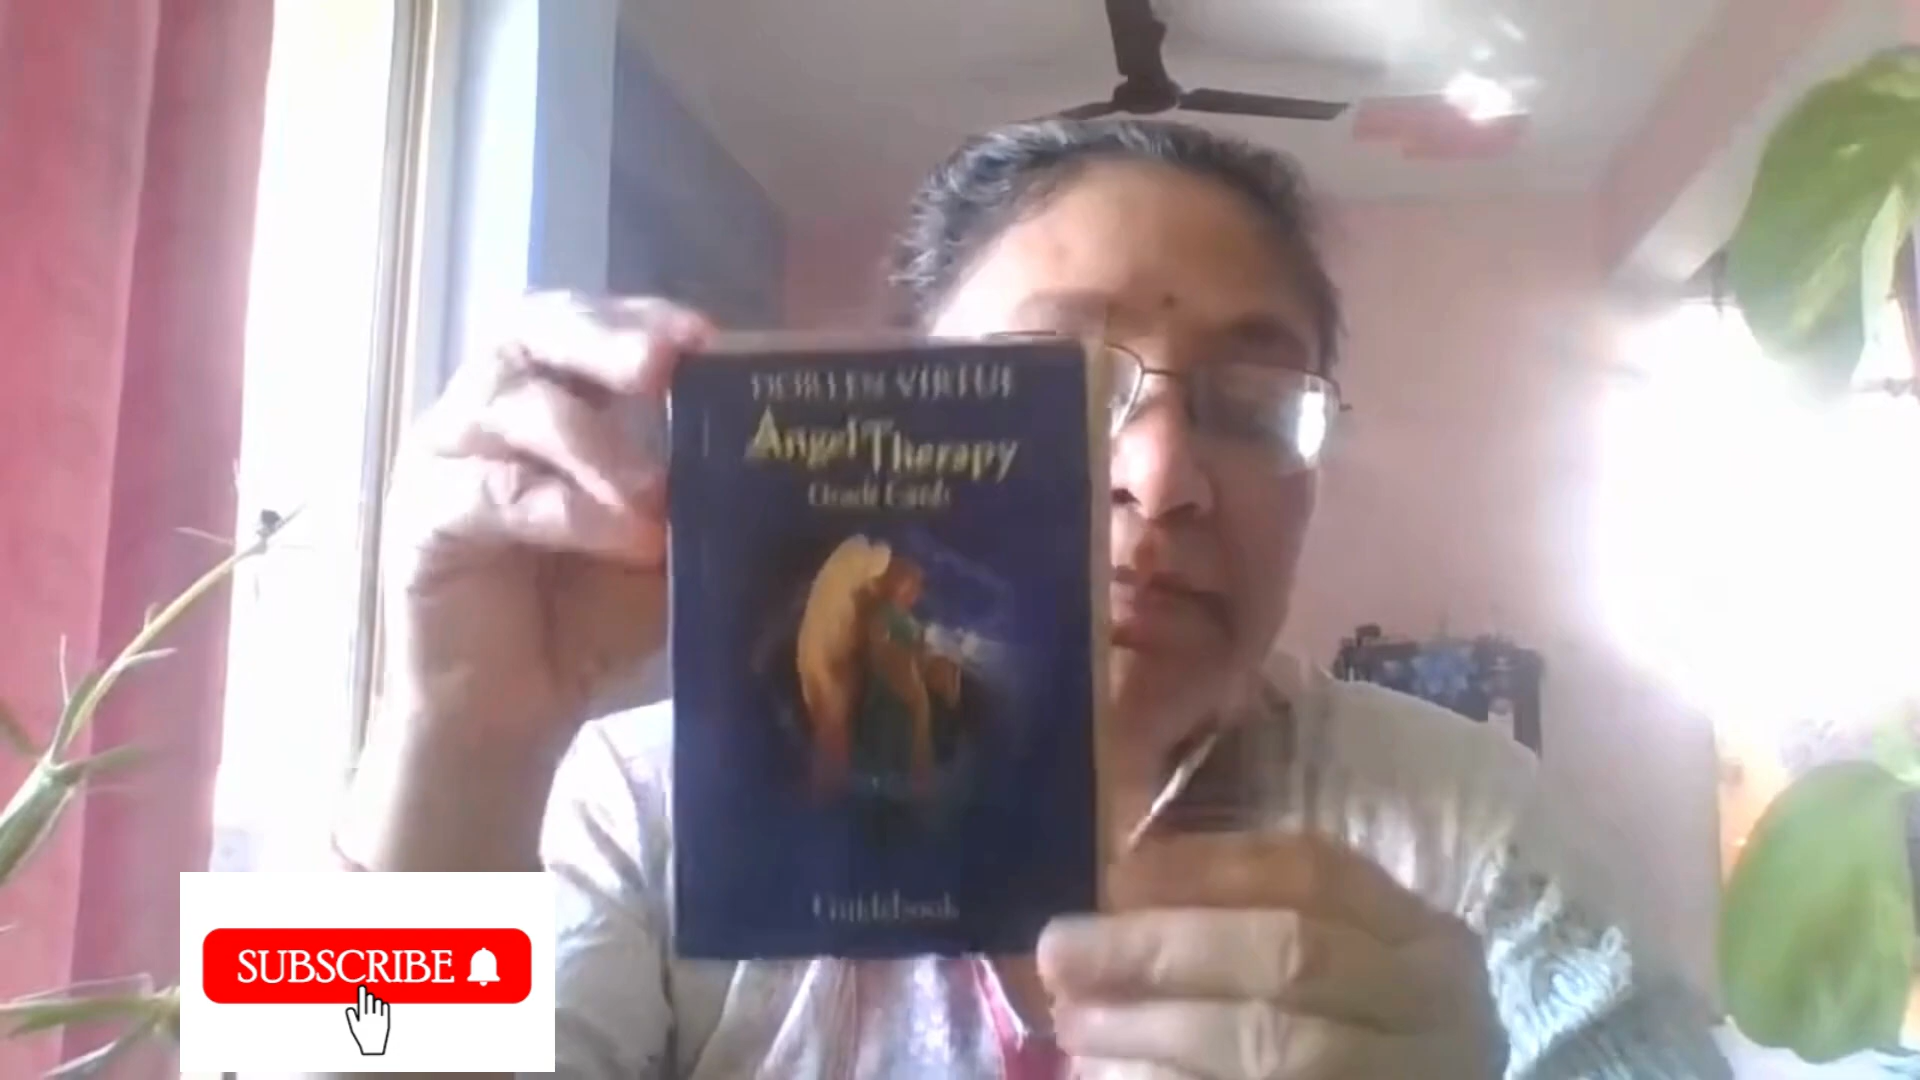 DOREEN VIRTUE
Angel Therapy
Oracle Cards
Guidebook
SUBSCRIBE